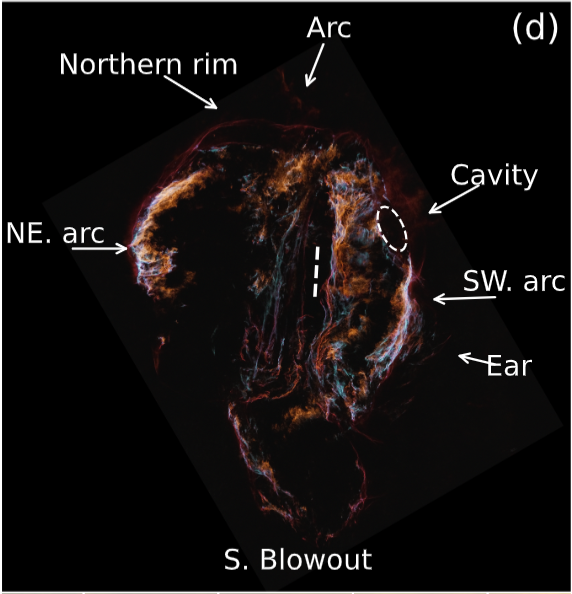 (d)
Arc
Northern rim
Cavity
NE. arc
SW. arc
Ear
S. Blowout